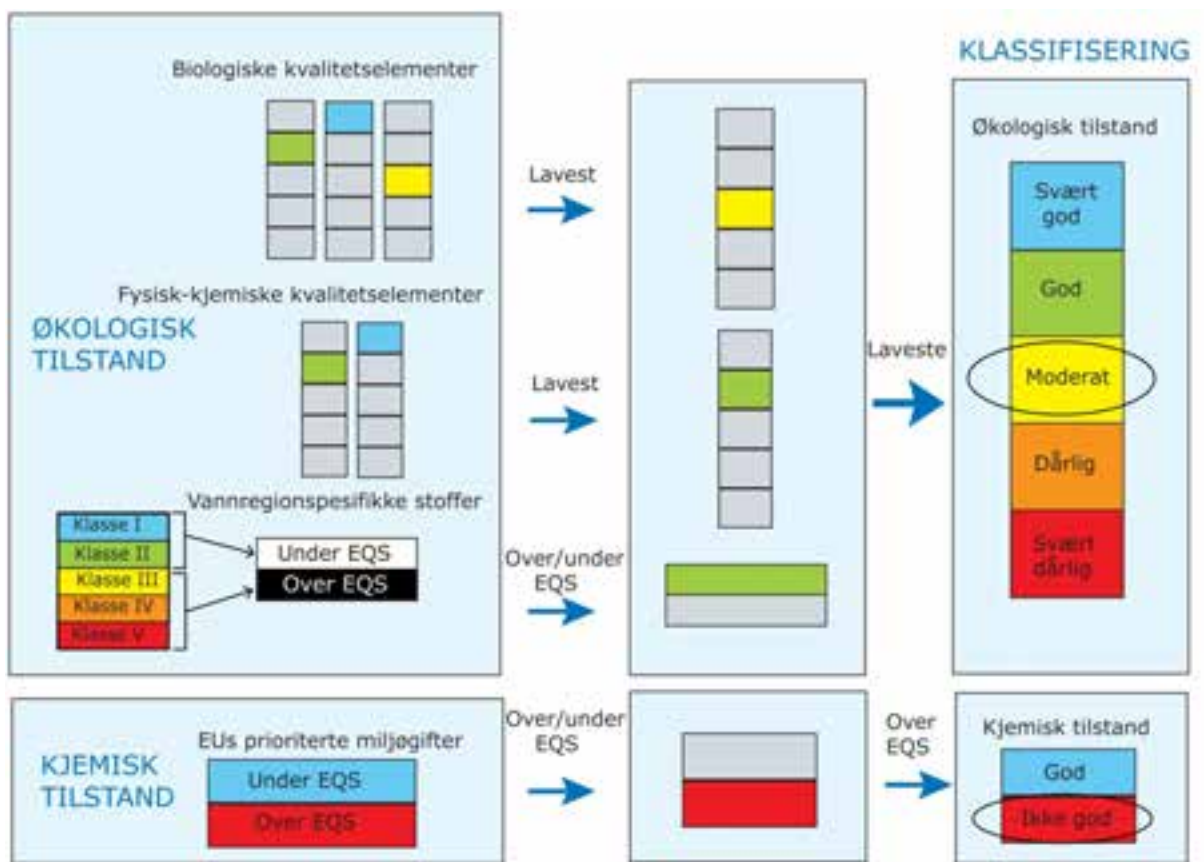 KLASSIFISERING
Biologiske kvalitetselementer
Lavest
Fysisk-kjemiske kvalitetselementer
ØKOLOGISK
TILSTAND
Lavest
Vannregionspesifikke stoffer
Klasse I
Klasse II
Klasse III
Klasse IV
Klasse V
Under EQS
Over EQS
Over/under
EQS
Laveste
Økologisk tilstand
Svært
god
God
Moderat
Dårlig
Svært
dårlig
KJEMISK
TILSTAND
EUs prioriterte miljøgifter
Under EQS
Over EQS
Over/under
EQS
Over
EQS
Kjemisk tilstand
God
Ikke god